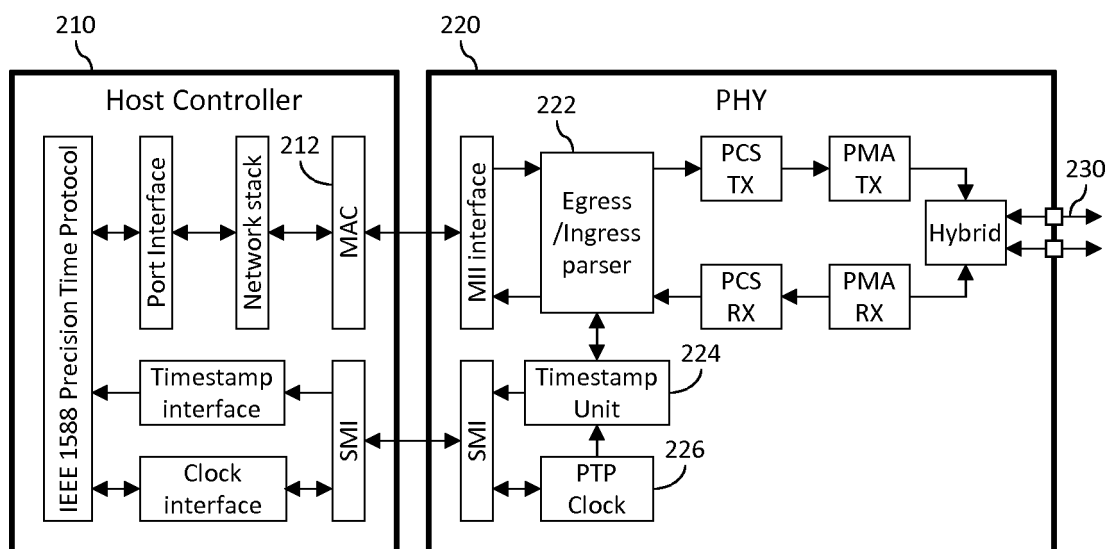 210
220
Host Controller
PHY
222
212
230
IEEE 1588 Precision Time Protocol
Port Interface
Network stack
MAC
MII interface
Egress
/Ingress
parser
PCS
TX
PMA
TX
Hybrid
PCS
RX
PMA
RX
Timestamp
interface
SMI
SMI
Timestamp
Unit
224
Clock
interface
PTP
Clock
226